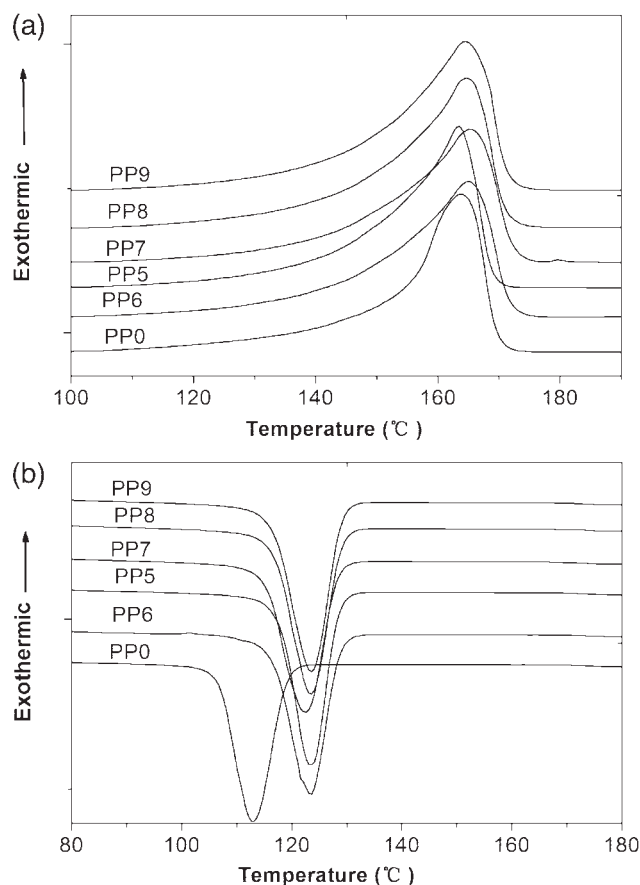 (a)
Exothermic
PP9
PP8
PP7
PP5
PP6
PP0
100 120 140 160 180
Temperature (℃ )
(b)
Exothermic
PP9
PP8
PP7
PP5
PP6
PP0
80 100 120 140 160 180
Temperature (℃ )